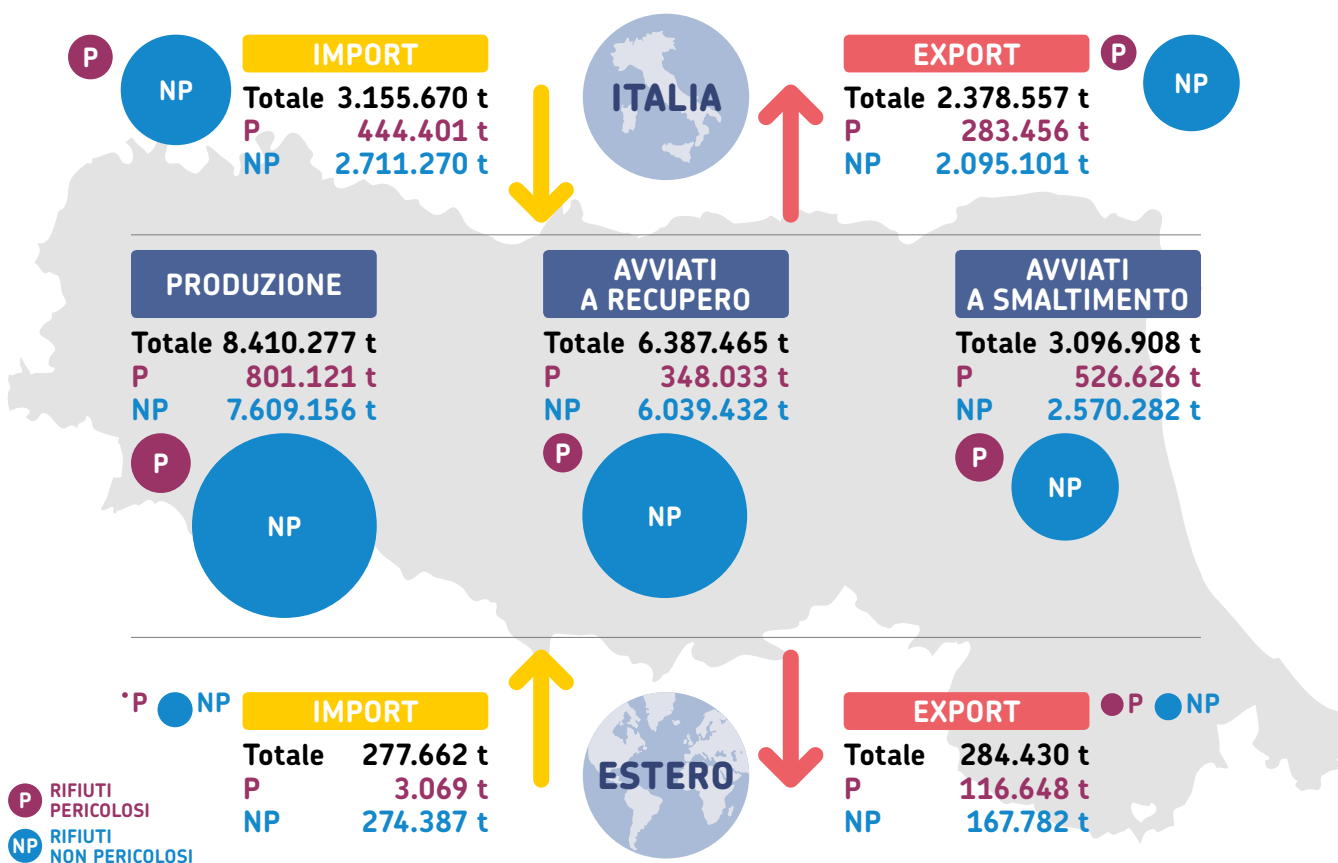 P
NP
IMPORT
Totale 3.155.670 t
P 444.401 t
NP 2.711.270 t
ITALIA
EXPORT
Totale 2.378.557 t
P 283.456 t
NP 2.095.101 t
P
NP
PRODUZIONE
Totale 8.410.277 t
P 801.121 t
NP 7.609.156 t
P
NP
AVVIATI
A RECUPERO
Totale 6.387.465 t
P 348.033 t
NP 6.039.432 t
P
NP
AVVIATI
A SMALTIMENTO
Totale 3.096.908 t
P 526.626 t
NP 2.570.282 t
P
NP
P NP
IMPORT
Totale 277.662 t
P 3.069 t
NP 274.387 t
ESTERO
EXPORT
Totale 284.430 t
P 116.648 t
NP 167.782 t
P NP
P RIFIUTI
PERICOLOSI
NP RIFIUTI
NON PERICOLOSI